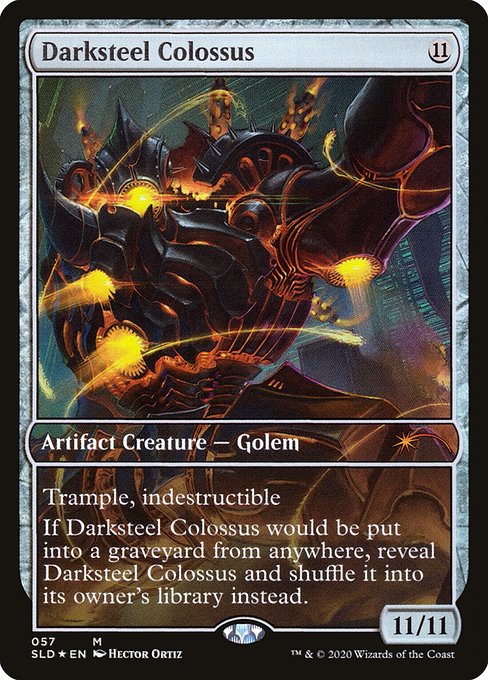 Darksteel Colossus 11
Artifact Creature — Golem
Trample, indestructible
If Darksteel Colossus would be put
into a graveyard from anywhere, reveal
Darksteel Colossus and shuffle it into
its owner's library instead.
11/11
057 M
SLD ★ EN Hector Ortiz
™ & © 2020 Wizards of the Coast